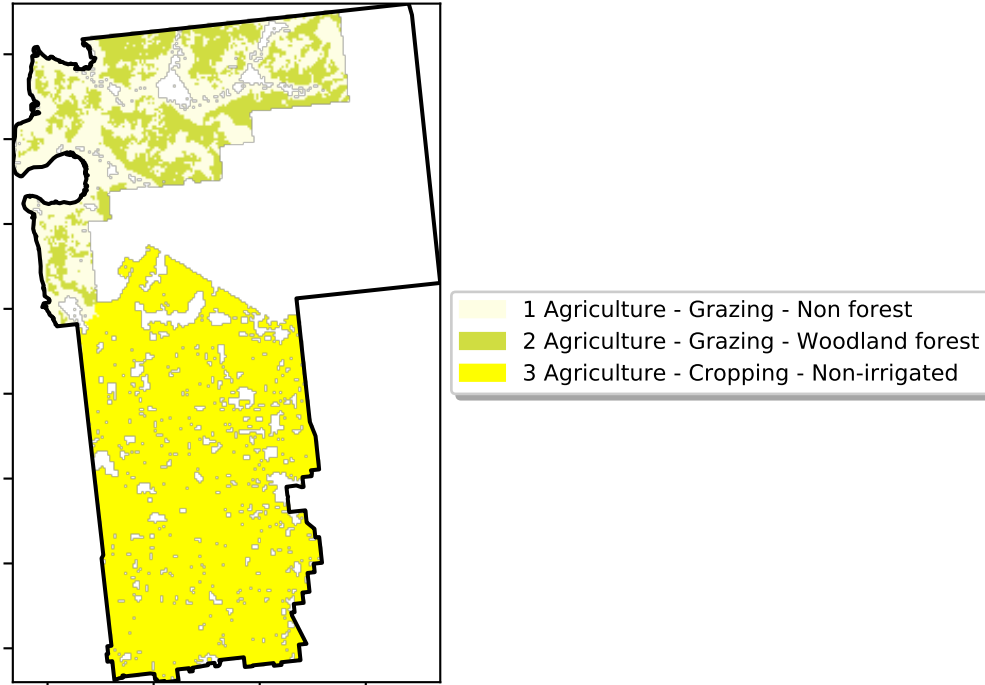 1 Agriculture - Grazing - Non forest
2 Agriculture - Grazing - Woodland forest
3 Agriculture - Cropping - Non-irrigated